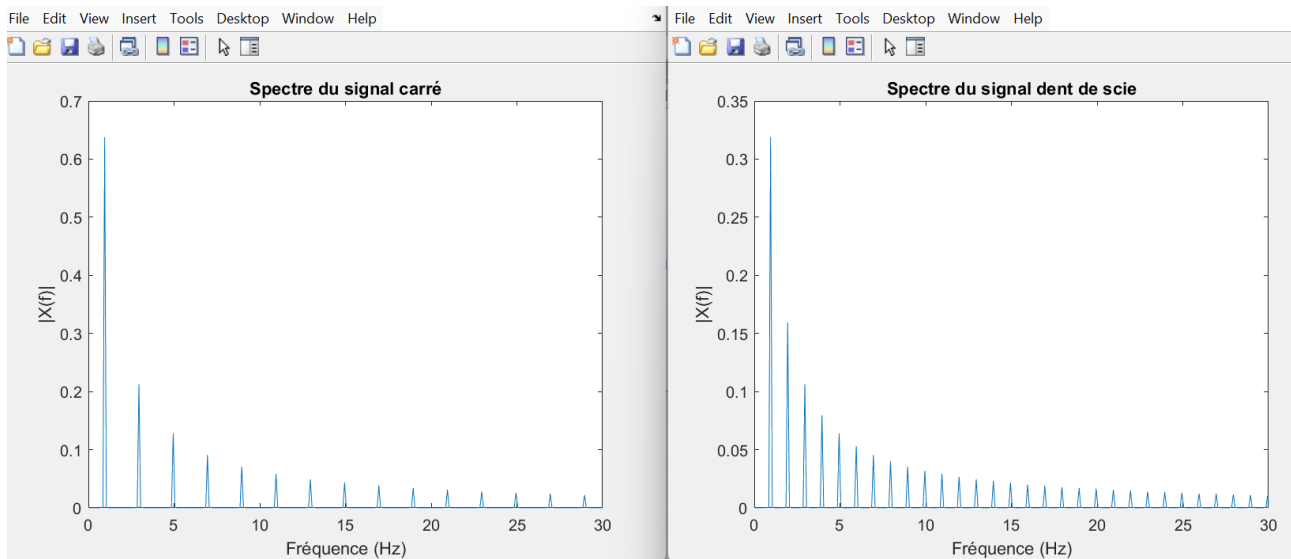 File Edit View Insert Tools Desktop Window Help
Spectre du signal carré
0.7
0.6
0.5
0.4
0.3
0.2
0.1
0
|X(f)|
0 5 10 15 20 25 30
Fréquence (Hz)
File Edit View Insert Tools Desktop Window Help
Spectre du signal dent de scie
0.35
0.3
0.25
0.2
0.15
0.1
0.05
0
|X(f)|
0 5 10 15 20 25 30
Fréquence (Hz)